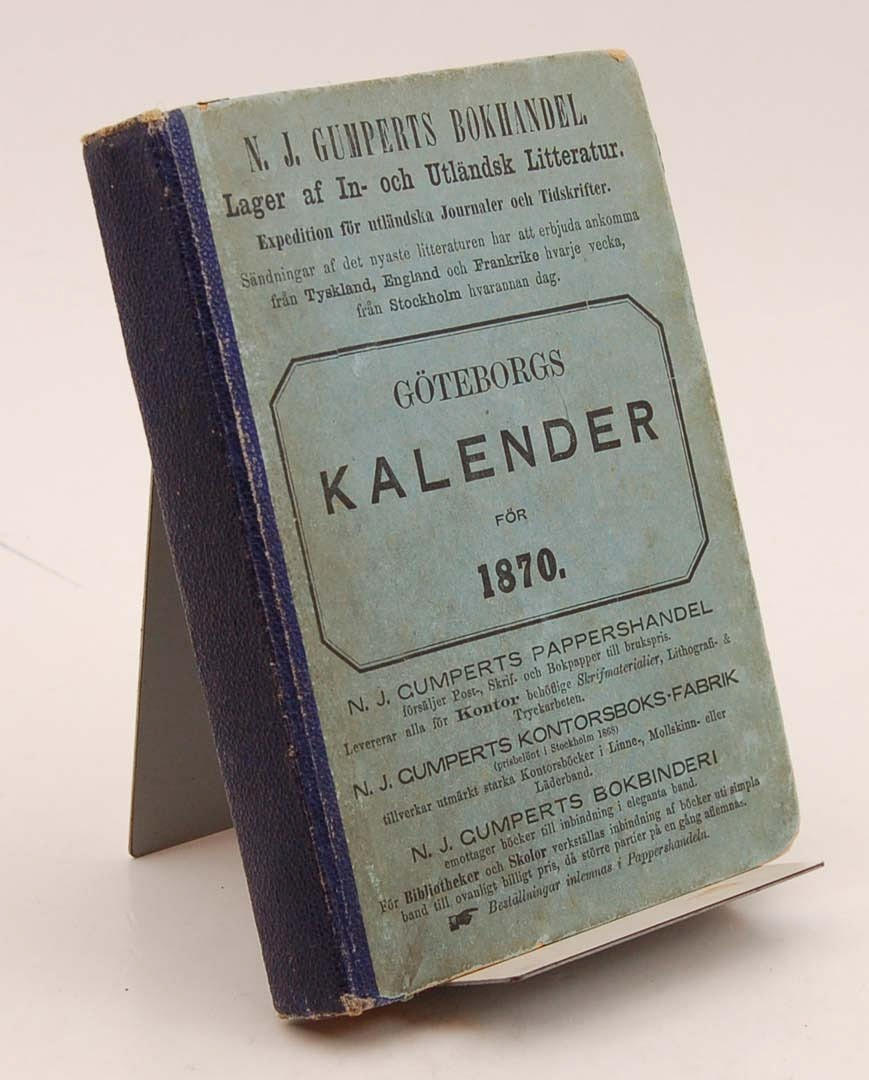 N. J. GUMPERTS BOKHANDEL.
Lager af In- och Utländsk Litteratur.
Expedition för utländska Journaler och Tidskrifter.
Sändningar af det nyaste litteraturen har att erbjuda ankomma
från Tyskland, England och Frankrike hvarje vecka,
från Stockholm hvarannan dag.
GÖTEBORGS
KALENDER
FÖR
1870.
N. J. GUMPERTS PAPPERSHANDEL
försäljer Post-, Skrif- och Bokpapper till brukspris.
Levererar alla för Kontor behöflige Skrifmaterialier, Lithografi- &
Tryckarbeten.
N. J. GUMPERTS KONTORSBOKS-FABRIK
(prisbelönt i Stockholm 1868)
tillverkar utmärkt starka Kontorsböcker i Linne-, Mollskinn- eller
Läderband.
N. J. GUMPERTS BOKBINDERI
emottager böcker till inbindning i eleganta band.
För Bibliotheker och Skolor verkställas inbindning af böcker uti simpla
band till ovanligt billigt pris, då större partier på en gång aflemnas.
Beställningar inlemnas i Pappershandeln.